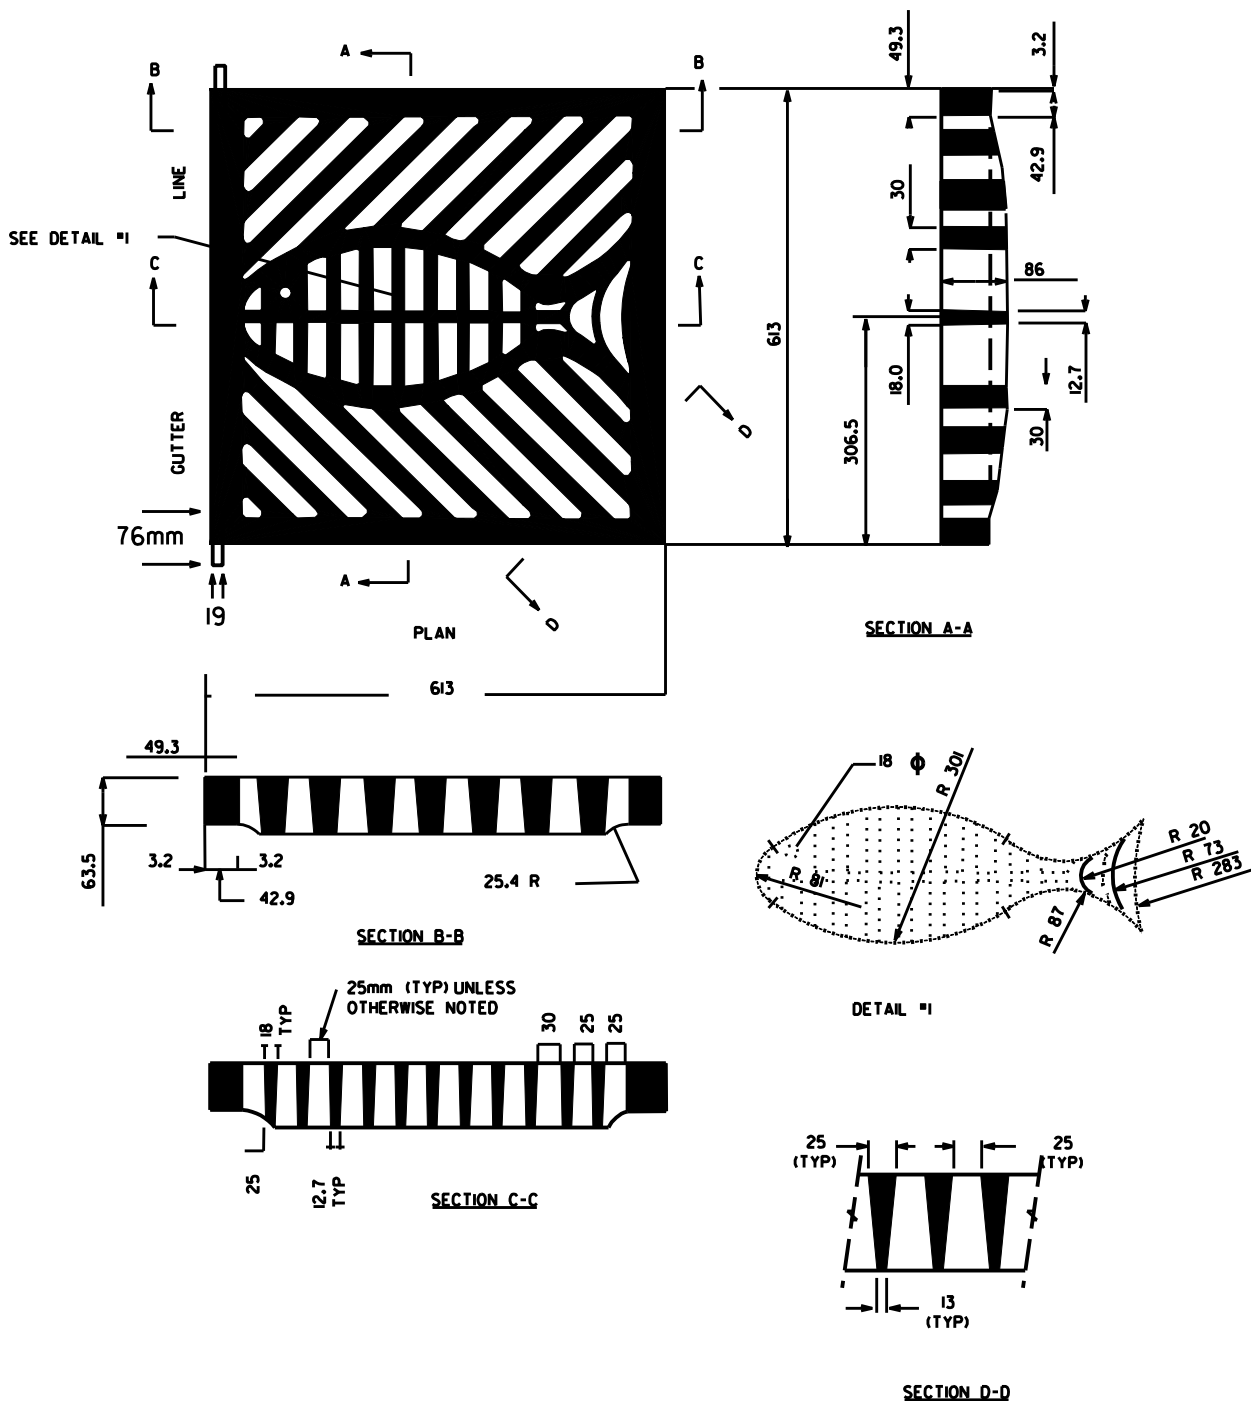 A
B
B
49.3
3.2
LINE
42.9
30
SEE DETAIL "1
C
C
86
613
18.0
12.7
306.5
30
GUTTER
D
76mm
A
19
D
PLAN
SECTION A-A
613
49.3
63.5
3.2
3.2
42.9
25.4 R
SECTION B-B
18 ϕ
R 301
R 81
R 20
R 73
R 283
R 87
DETAIL "1
25mm (TYP) UNLESS
OTHERWISE NOTED
18
TYP
30
25
25
25
12.7
TYP
SECTION C-C
25
(TYP)
25
(TYP)
13
(TYP)
SECTION D-D